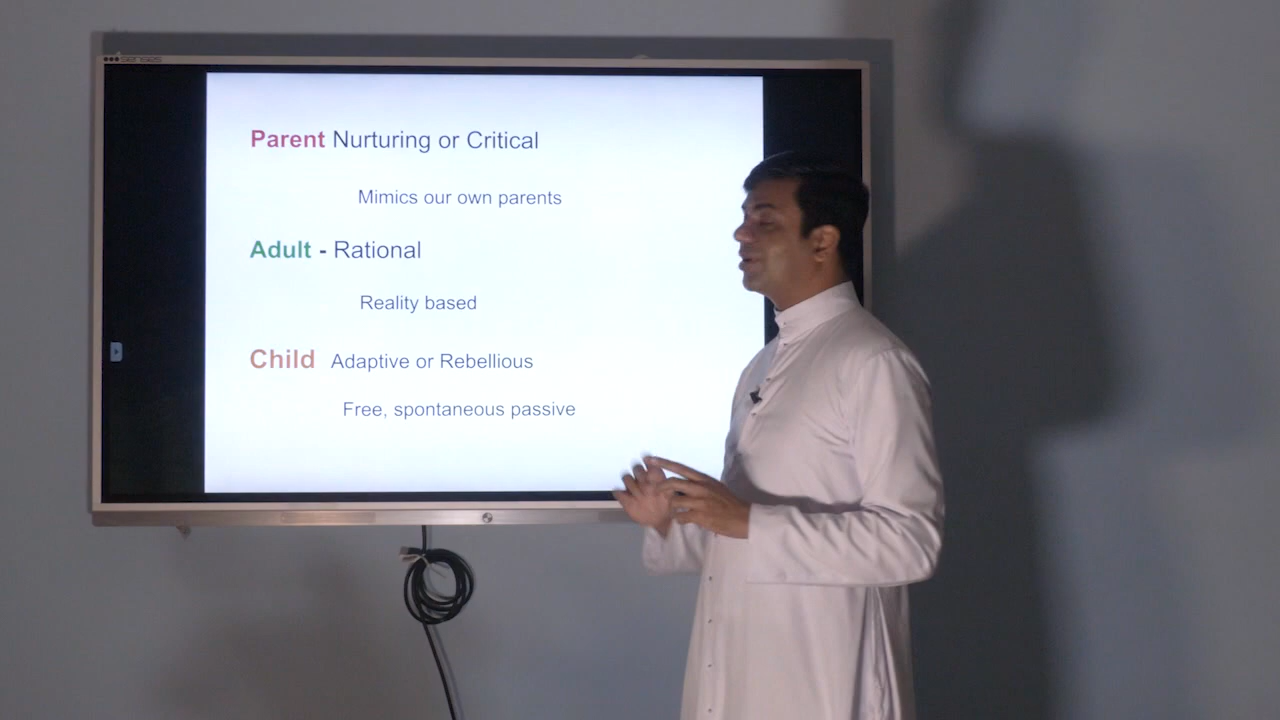 Parent Nurturing or Critical
Mimics our own parents
Adult - Rational
Reality based
Child Adaptive or Rebellious
Free, spontaneous passive